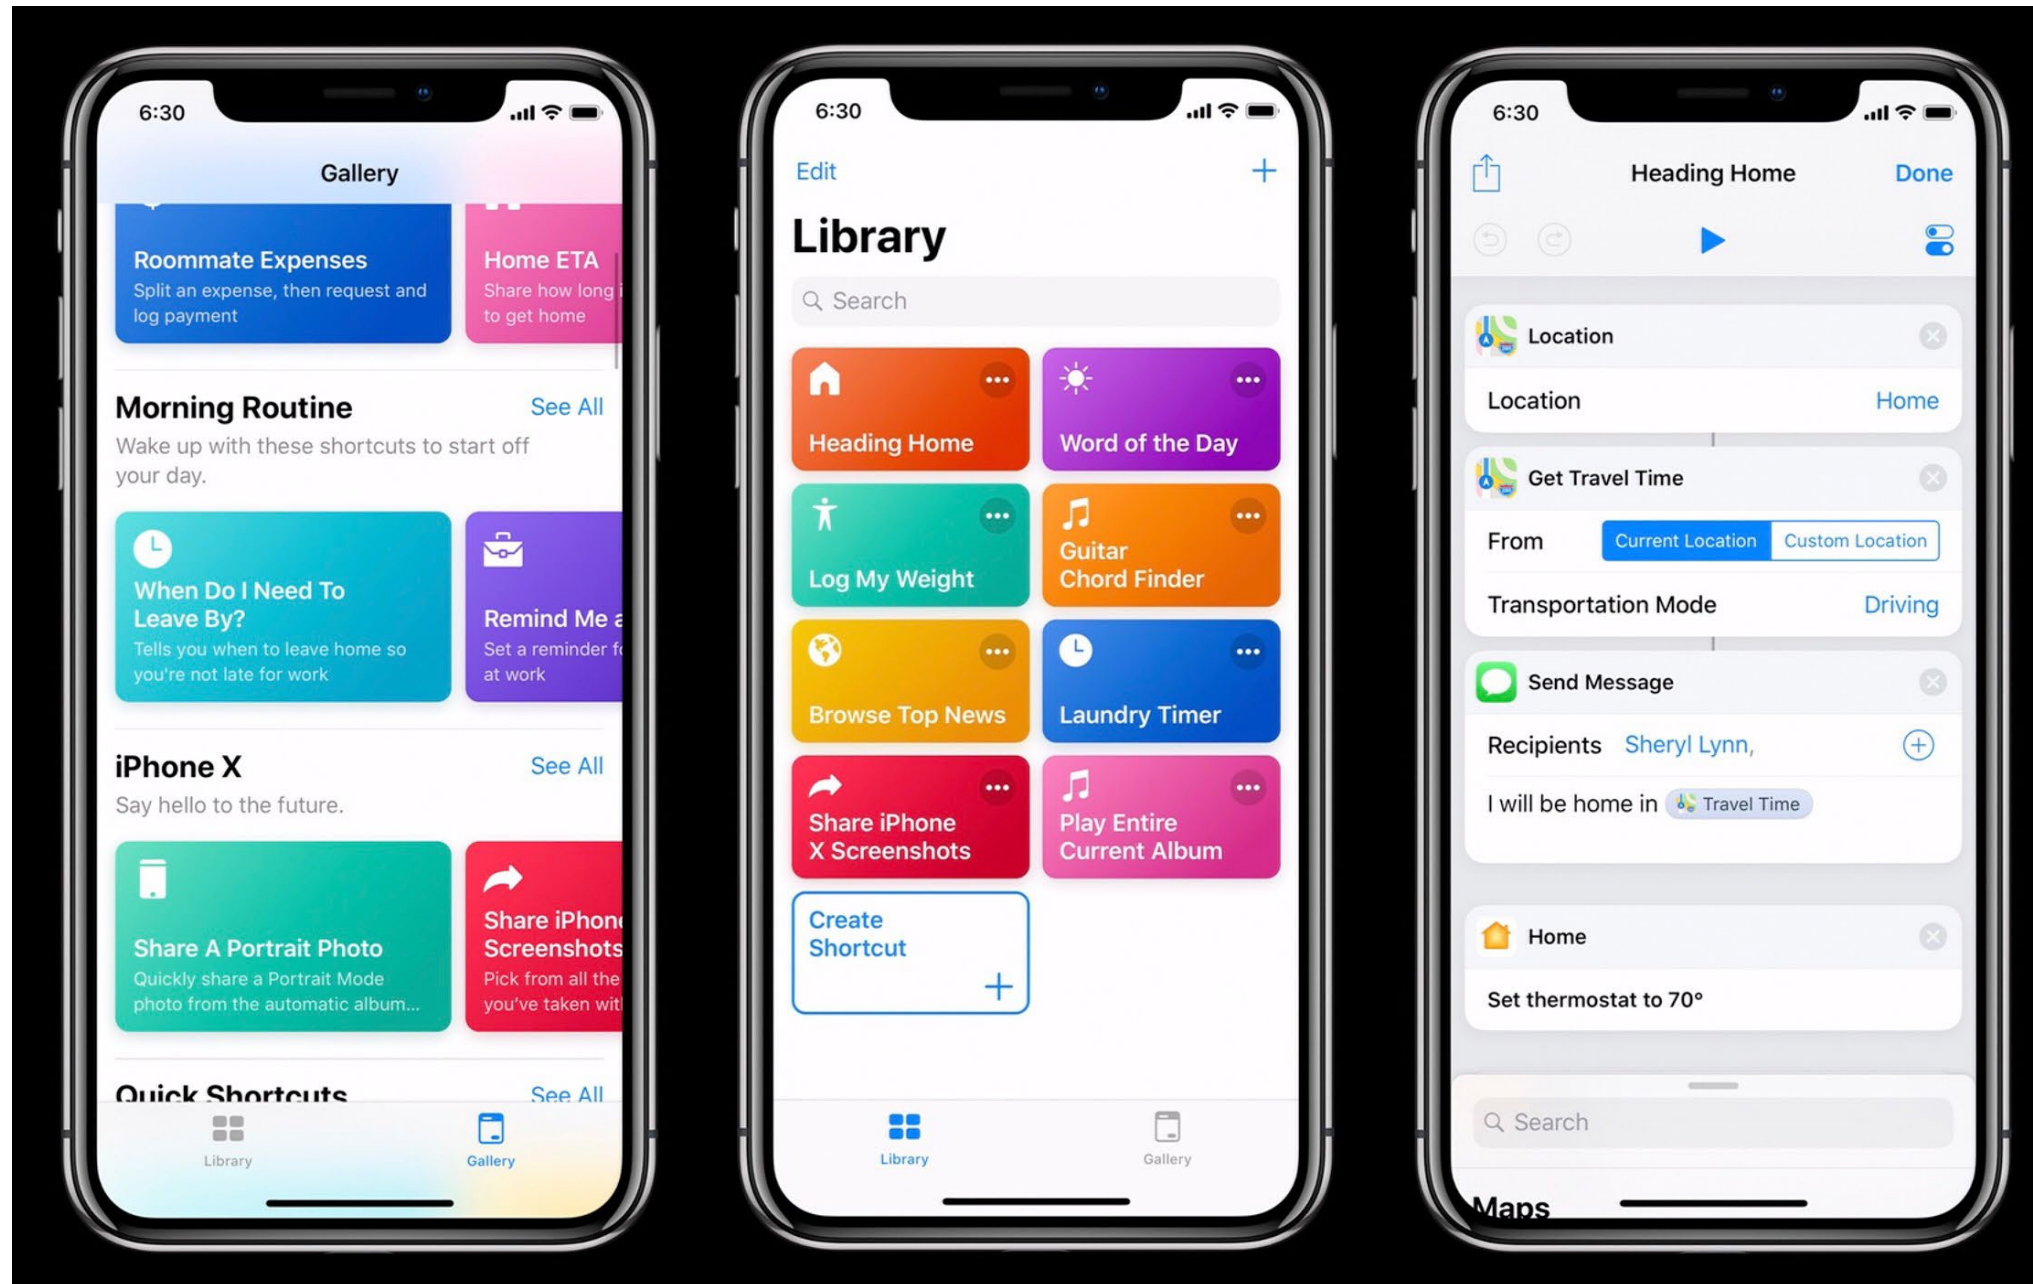 6:30
Gallery
Roommate Expenses
Split an expense, then request and
log payment
Home ETA
Share how long
to get home
Morning Routine
See All
Wake up with these shortcuts to start off
your day.
When Do I Need To
Leave By?
Tells you when to leave home so
you're not late for work
Remind Me
Set a reminder
at work
iPhone X
See All
Say hello to the future.
Share A Portrait Photo
Quickly share a Portrait Mode
photo from the automatic album...
Share iPhone
Screenshots
Pick from all the
you've taken
Quick Shortcuts
See All
Library
Gallery
6:30
Edit
Library
Search
Heading Home
Word of the Day
Log My Weight
Guitar
Chord Finder
Browse Top News
Laundry Timer
Share iPhone
X Screenshots
Play Entire
Current Album
Create
Shortcut
Library
Gallery
6:30
Heading Home
Done
Location
Location
Home
Get Travel Time
From
Current Location
Custom Location
Transportation Mode
Driving
Send Message
Recipients
Sheryl Lynn,
I will be home in Travel Time
Home
Set thermostat to 70°
Search
Maps